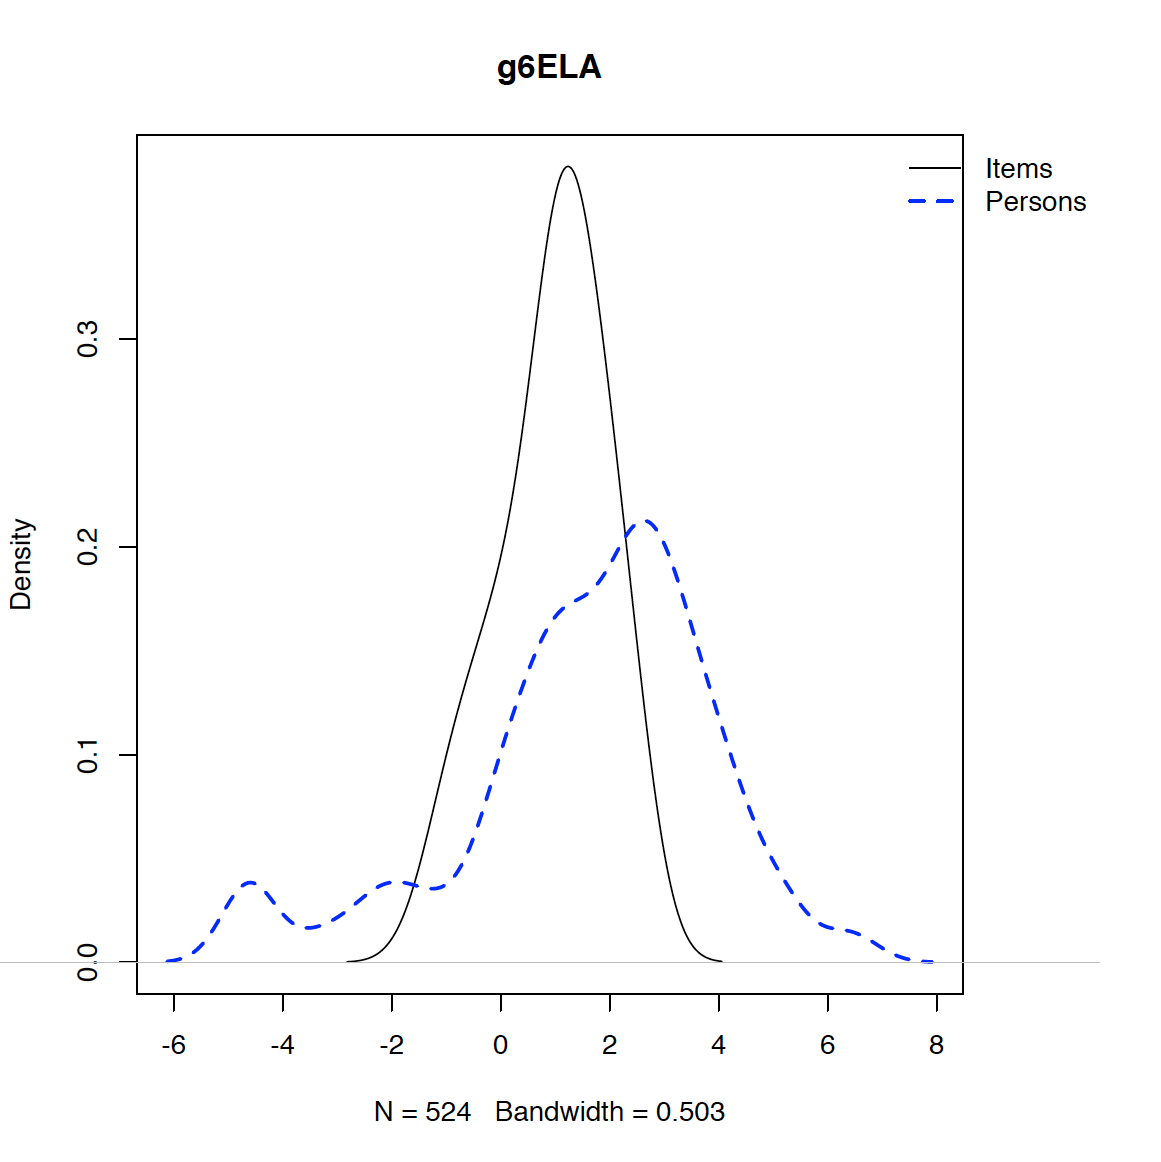 g6ELA
Items
Persons
Density
0.0
0.1
0.2
0.3
-6 -4 -2 0 2 4 6 8
N = 524 Bandwidth = 0.503